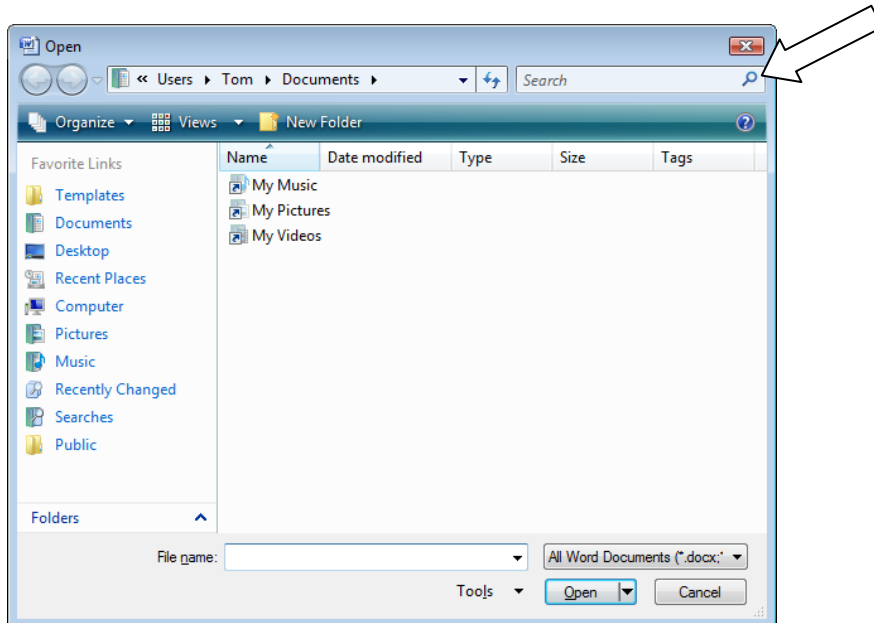 Open
« Users Tom Documents Search
Organize Views New Folder
Favorite Links
Templates
Documents
Desktop
Recent Places
Computer
Pictures
Music
Recently Changed
Searches
Public
Folders
Name Date modified Type Size Tags
My Music
My Pictures
My Videos
File name: All Word Documents (*.docx;*
Tools Open Cancel